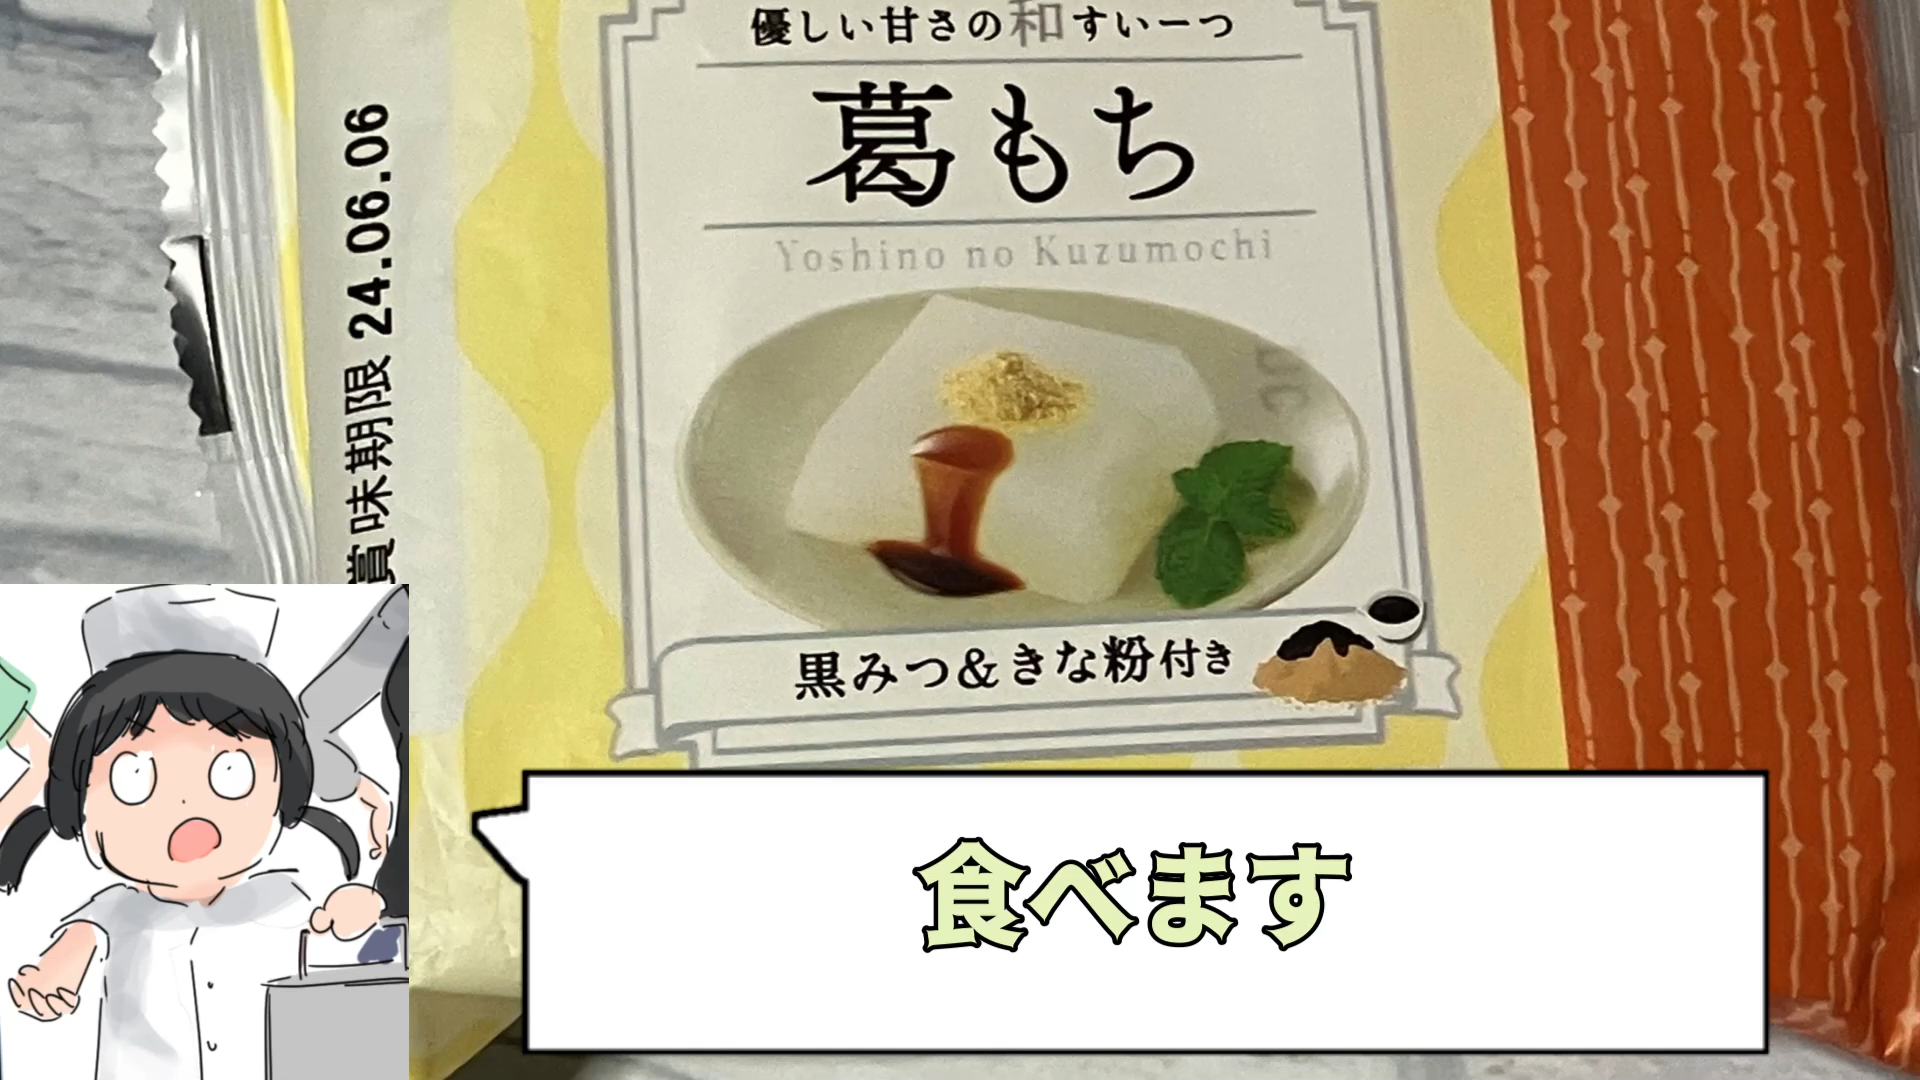 優しい甘さの和すいーつ
葛もち
Yoshino no Kuzumochi
賞味期限 24.06.06
黒みつ&きな粉付き
食べます